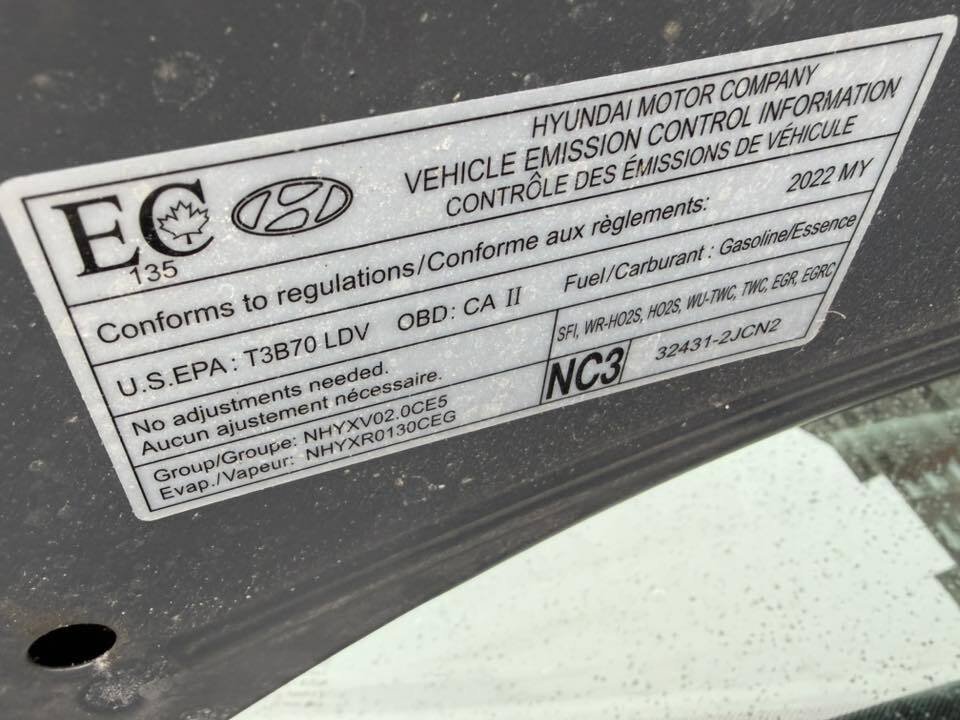 EC
135
HYUNDAI MOTOR COMPANY
VEHICLE EMISSION CONTROL INFORMATION
CONTRÔLE DES ÉMISSIONS DE VÉHICULE
Conforms to regulations/Conforme aux règlements: 2022 MY
U.S.EPA : T3B70 LDV OBD: CA II Fuel/Carburant : Gasoline/Essence
No adjustments needed.
Aucun ajustement nécessaire.
SFI, WR-HO2S, HO2S, WU-TWC, TWC, EGR, EGRC
Group/Groupe: NHYXV02.0CE5
Evap./Vapeur: NHYXR0130CEG
NC3
32431-2JCN2